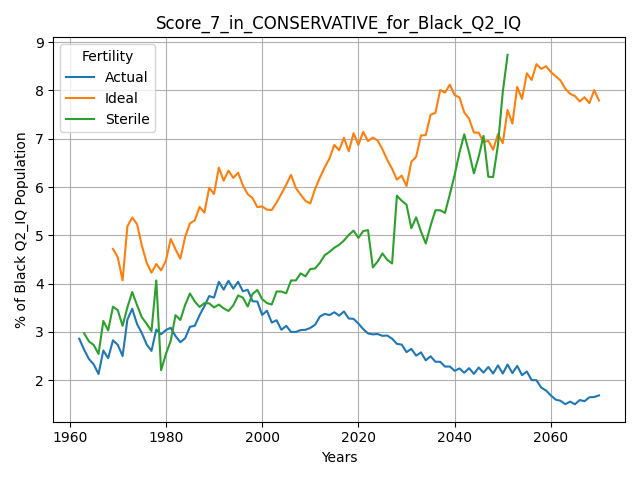 Score_7_in_CONSERVATIVE_for_Black_Q2_IQ
% of Black Q2_IQ Population
9
8
7
6
5
4
3
2
Fertility
Actual
Ideal
Sterile
1960 1980 2000 2020 2040 2060
Years